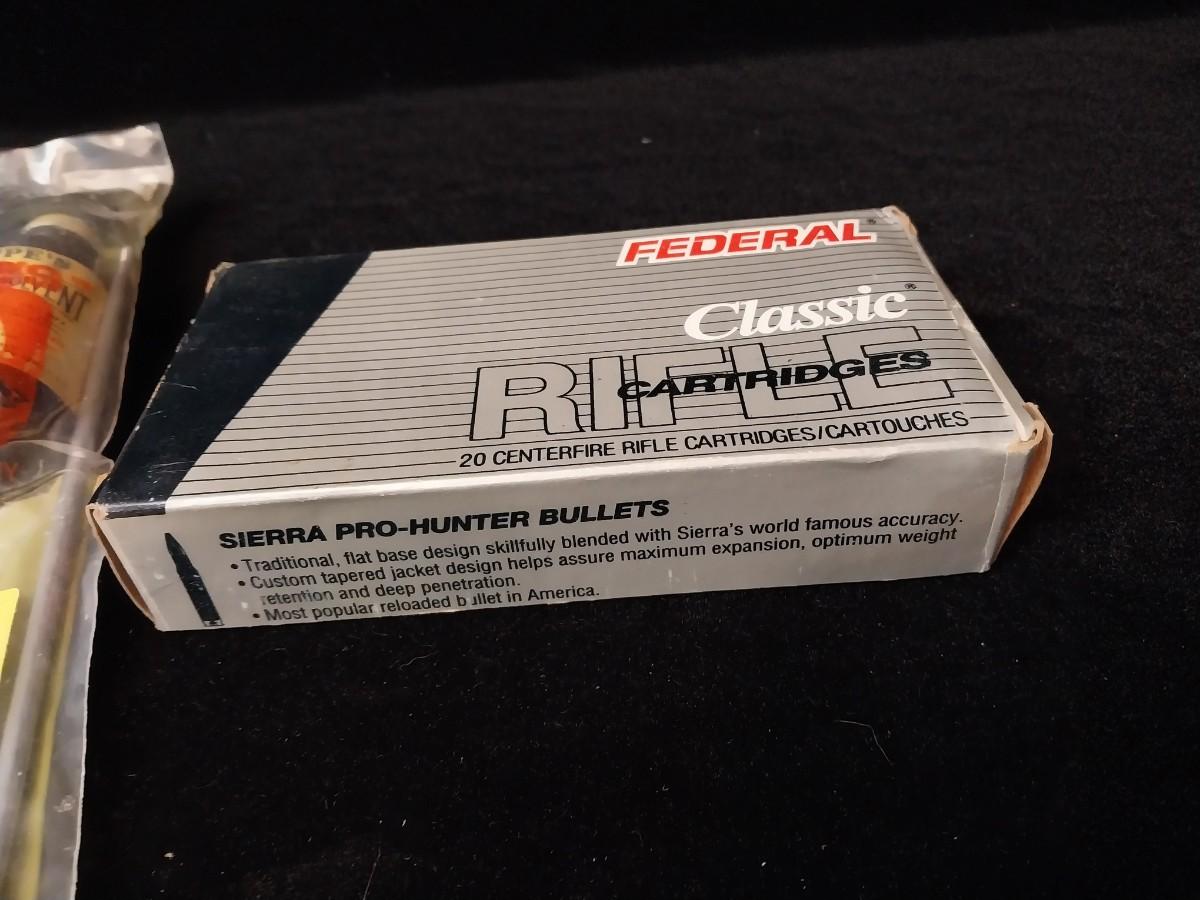 FEDERAL®
Classic®
RIFLE
CARTRIDGES
20 CENTERFIRE RIFLE CARTRIDGES/CARTOUCHES
SIERRA PRO-HUNTER BULLETS
• Traditional, flat base design skillfully blended with Sierra's world famous accuracy.
• Custom tapered jacket design helps assure maximum expansion, optimum weight
retention and deep penetration.
• Most popular reloaded bullet in America.